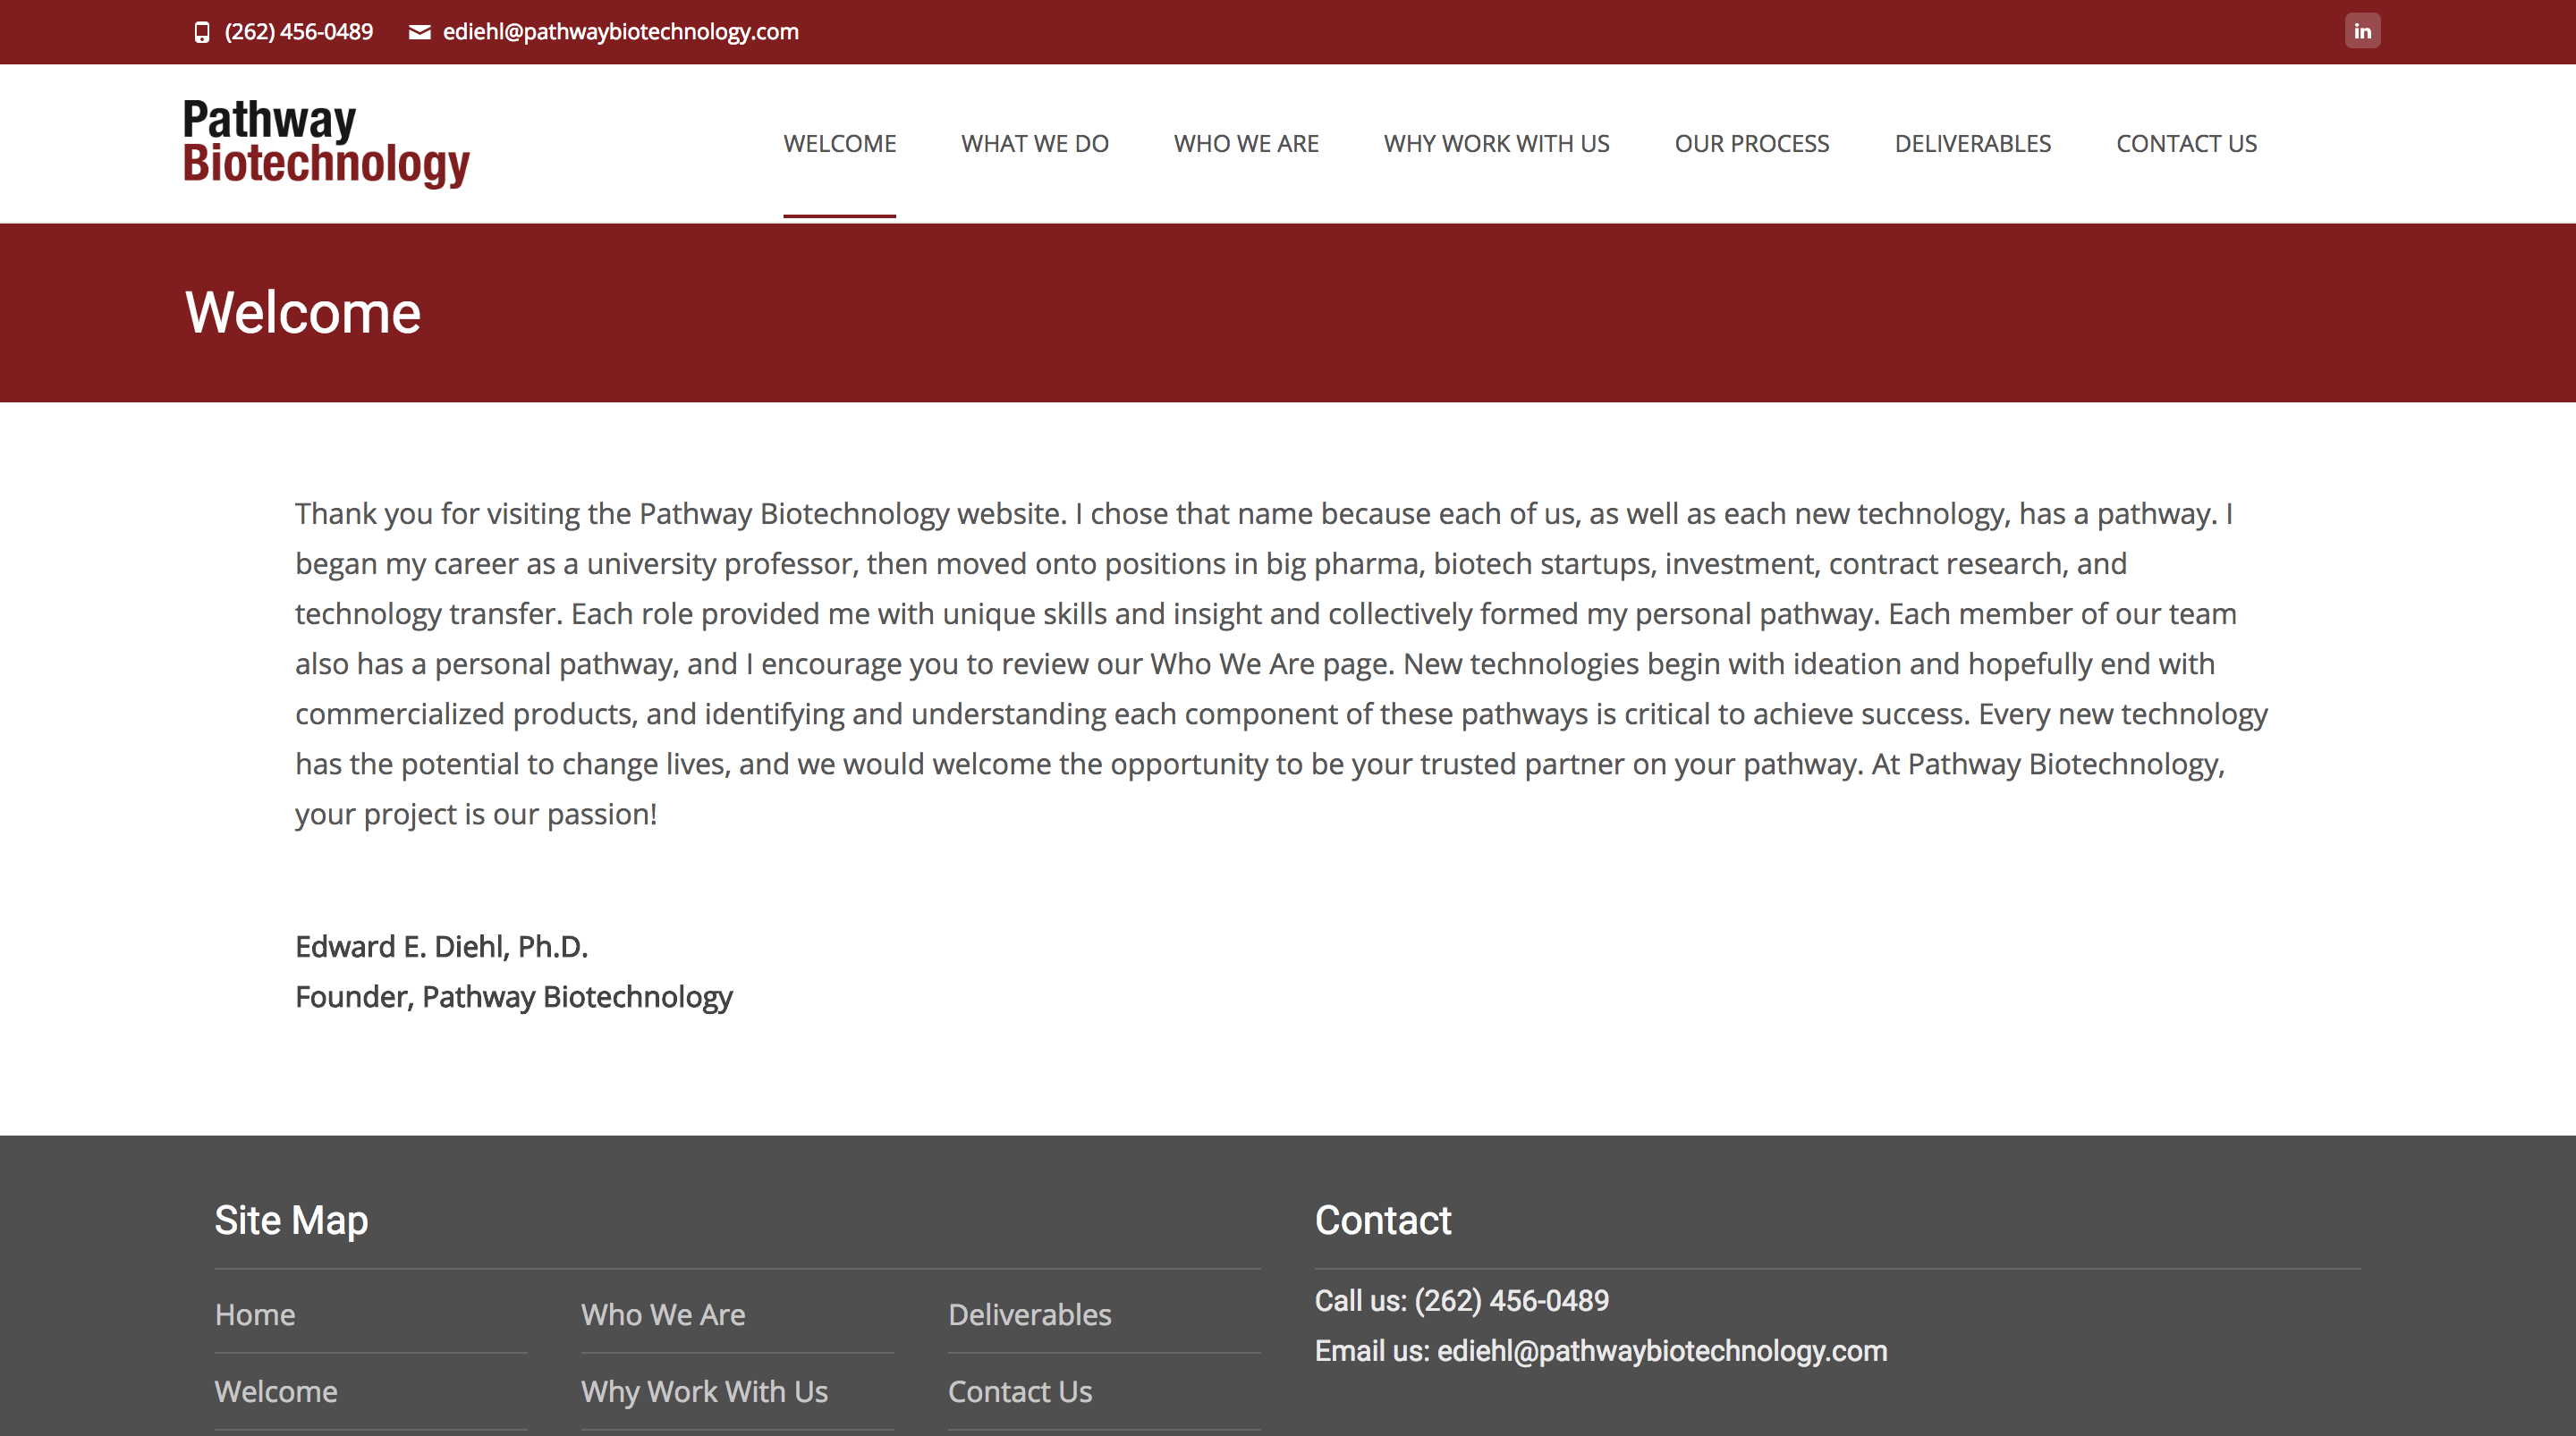 (262) 456-0489 ediehl@pathwaybiotechnology.com in
Pathway
Biotechnology
WELCOME WHAT WE DO WHO WE ARE WHY WORK WITH US OUR PROCESS DELIVERABLES CONTACT US
Welcome
Thank you for visiting the Pathway Biotechnology website. I chose that name because each of us, as well as each new technology, has a pathway. I
began my career as a university professor, then moved onto positions in big pharma, biotech startups, investment, contract research, and
technology transfer. Each role provided me with unique skills and insight and collectively formed my personal pathway. Each member of our team
also has a personal pathway, and I encourage you to review our Who We Are page. New technologies begin with ideation and hopefully end with
commercialized products, and identifying and understanding each component of these pathways is critical to achieve success. Every new technology
has the potential to change lives, and we would welcome the opportunity to be your trusted partner on your pathway. At Pathway Biotechnology,
your project is our passion!
Edward E. Diehl, Ph.D.
Founder, Pathway Biotechnology
Site Map
Home Who We Are Deliverables
Welcome Why Work With Us Contact Us
Contact
Call us: (262) 456-0489
Email us: ediehl@pathwaybiotechnology.com